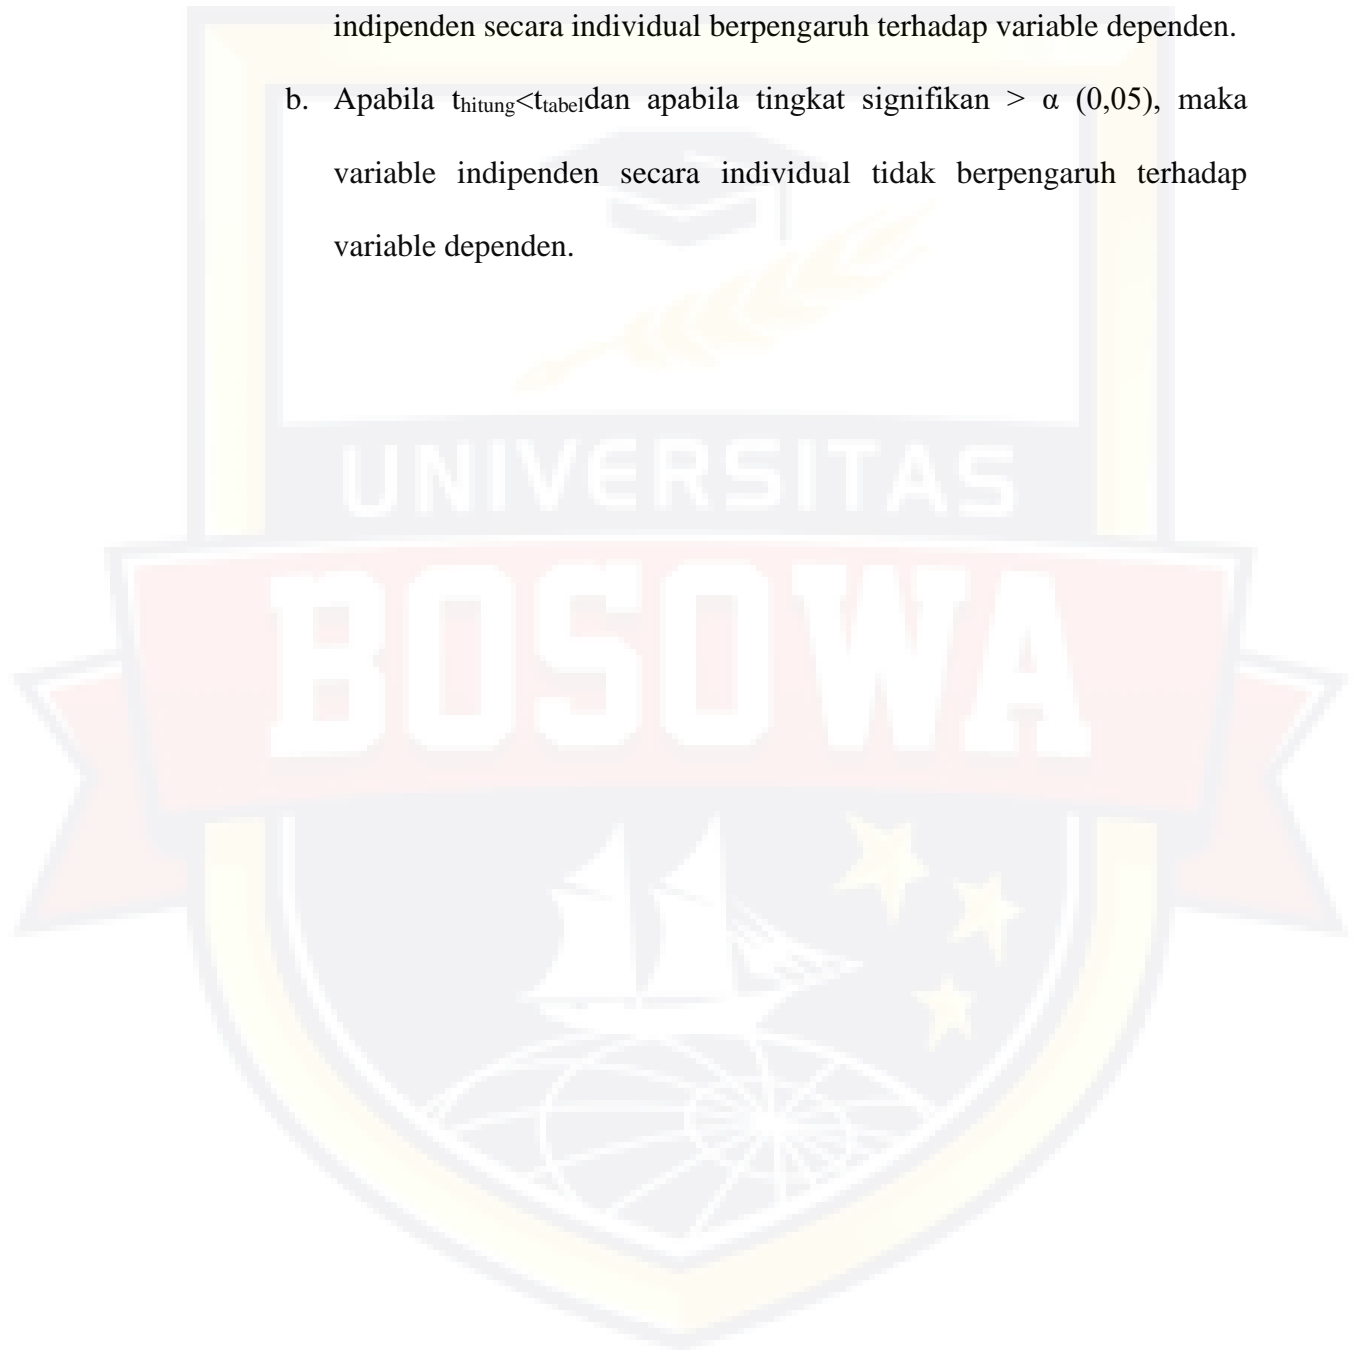 indipenden secara individual berpengaruh terhadap variable dependen.
b. Apabila thitung<ttabeldan apabila tingkat signifikan > α (0,05), maka
variable indipenden secara individual tidak berpengaruh terhadap
variable dependen.
UNIVERSITAS
BOSOWA